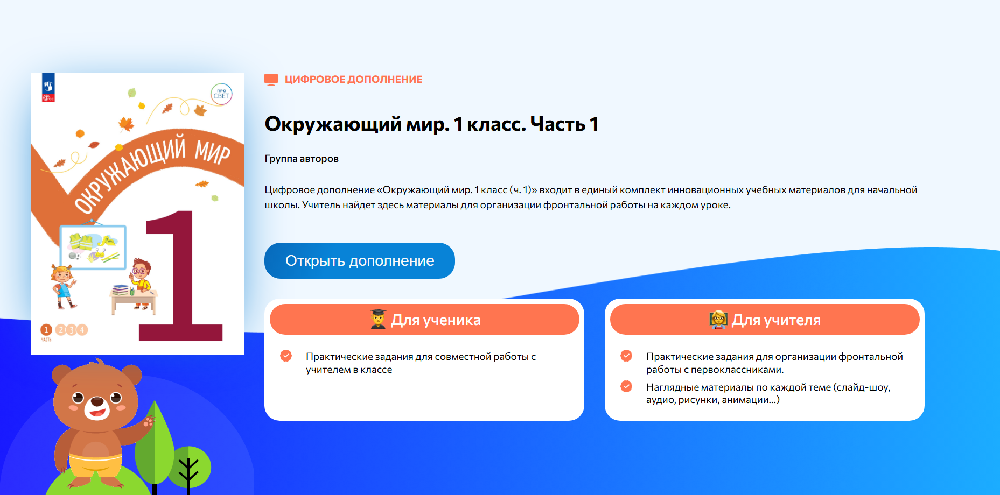 ФГОС
ПРО
СВЕТ
ОКРУЖАЮЩИЙ МИР
1
1 2 3 4
ЧАСТЬ
ЦИФРОВОЕ ДОПОЛНЕНИЕ
Окружающий мир. 1 класс. Часть 1
Группа авторов
Цифровое дополнение «Окружающий мир. 1 класс (ч. 1)» входит в единый комплект инновационных учебных материалов для начальной
школы. Учитель найдет здесь материалы для организации фронтальной работы на каждом уроке.
Открыть дополнение
Для ученика
Практические задания для совместной работы с
учителем в классе
Для учителя
Практические задания для организации фронтальной
работы с первоклассниками.
Наглядные материалы по каждой теме (слайд-шоу,
аудио, рисунки, анимации...)